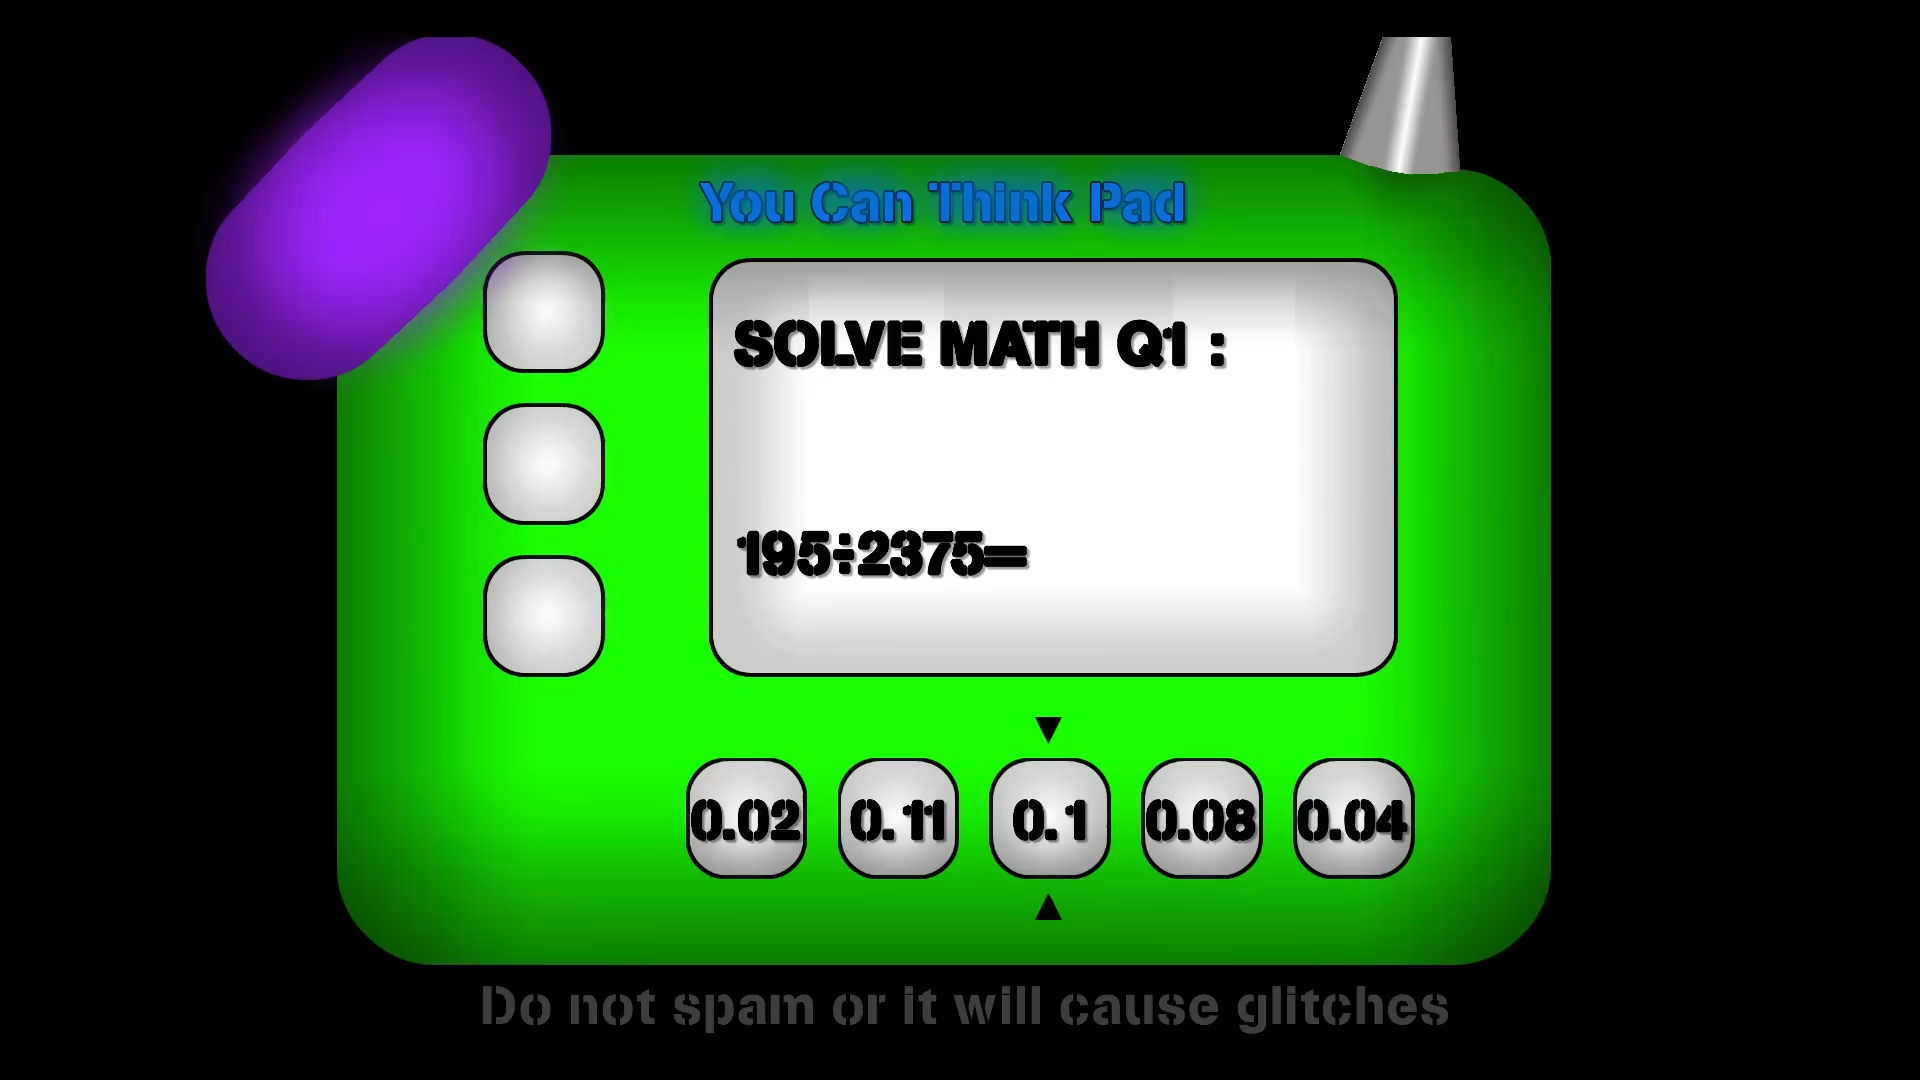 You Can Think Pad
SOLVE MATH Q1 :
195÷2375=
0.02 0.11 0.1 0.08 0.04
Do not spam or it will cause glitches